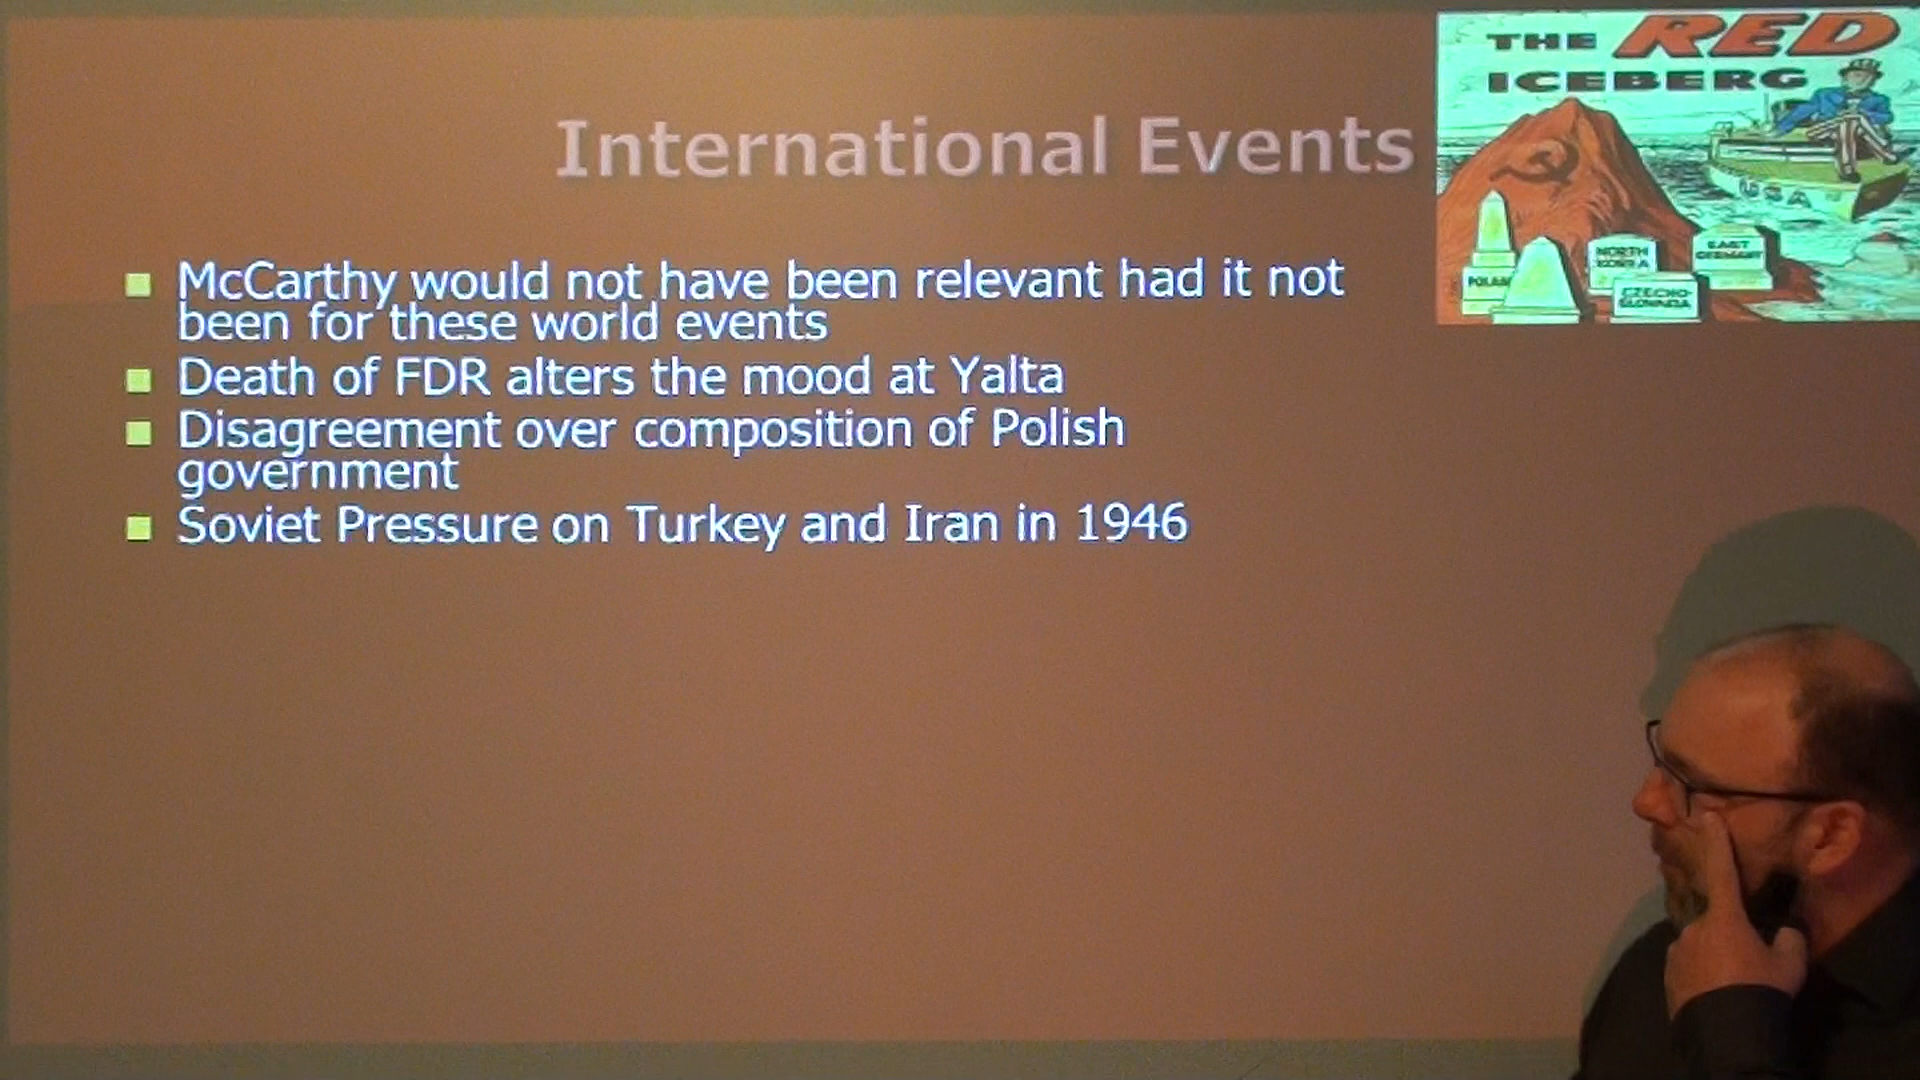 THE RED
ICEBERG
International Events
USA
McCarthy would not have been relevant had it not
been for these world events
Death of FDR alters the mood at Yalta
Disagreement over composition of Polish
government
Soviet Pressure on Turkey and Iran in 1946
POLAND
NORTH
KOREA
EAST
GERMANY
CZECHO-
SLOVAKIA